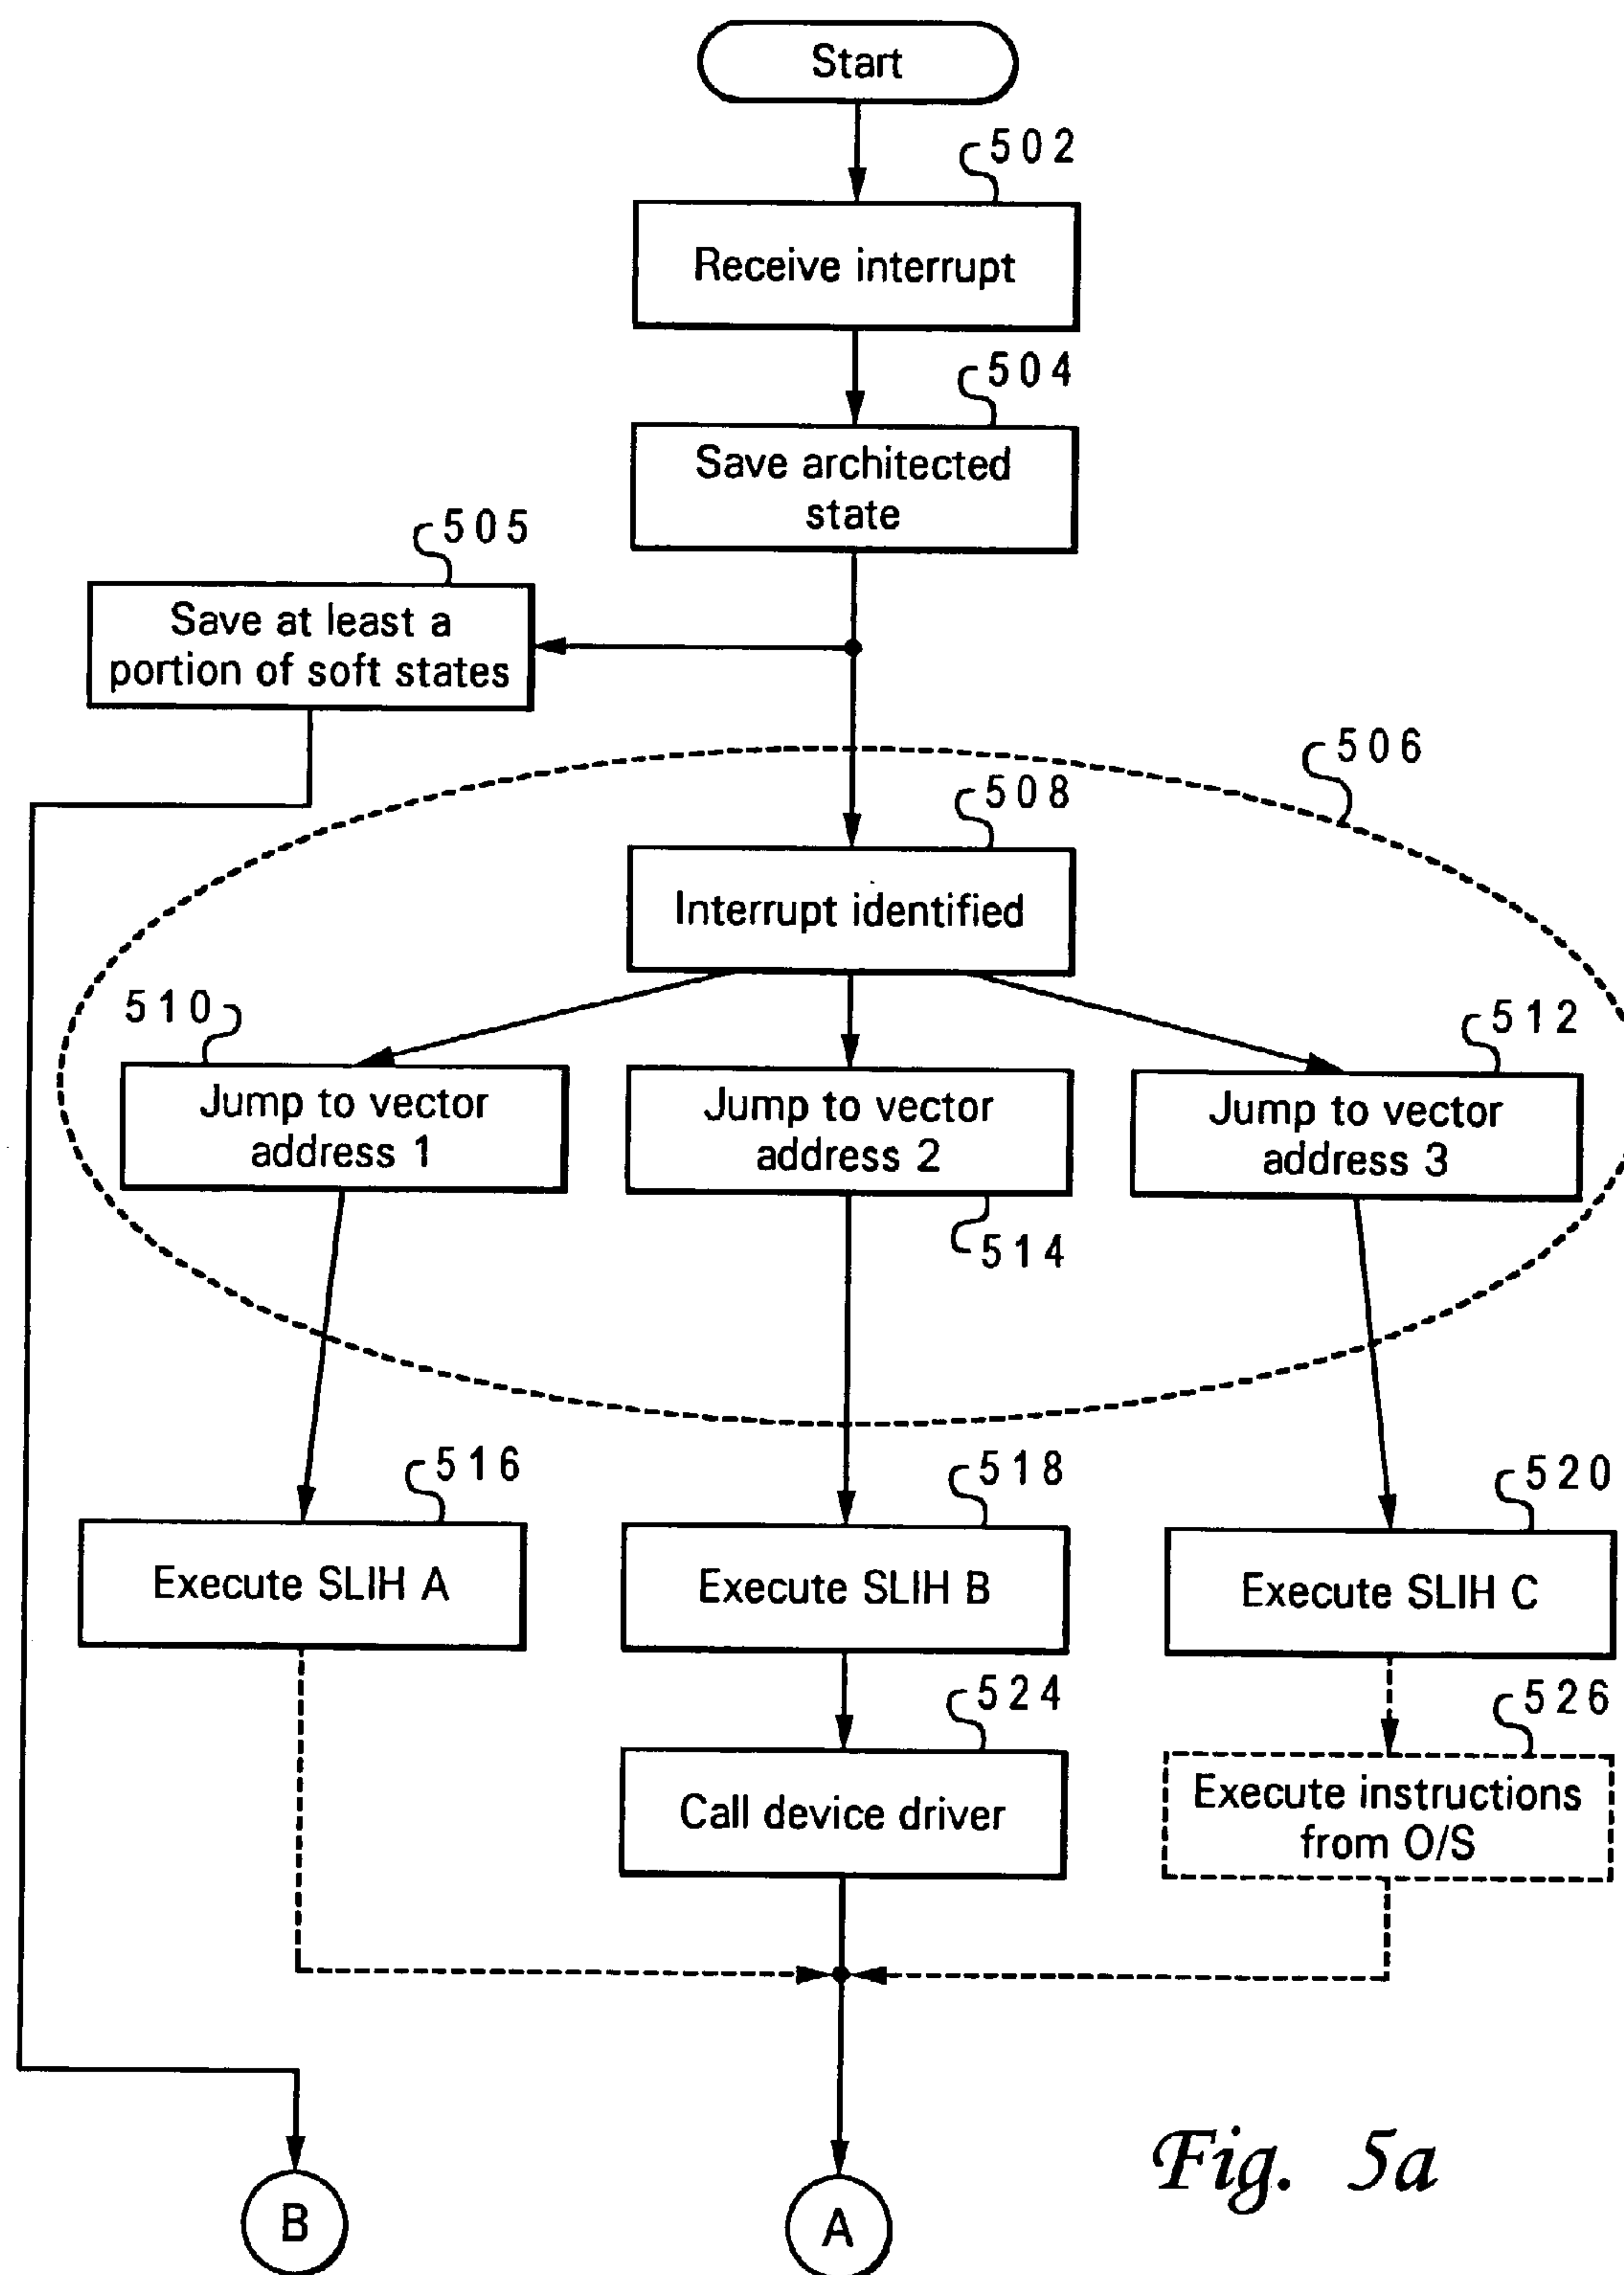 Start
502
Receive interrupt
504
Save architected
state
505
Save at least a
portion of soft states
506
508
Interrupt identified
510
Jump to vector
address 1
Jump to vector
address 2
514
512
Jump to vector
address 3
516
Execute SLIH A
518
Execute SLIH B
520
Execute SLIH C
524
Call device driver
526
Execute instructions
from O/S
B
A
Fig. 5a